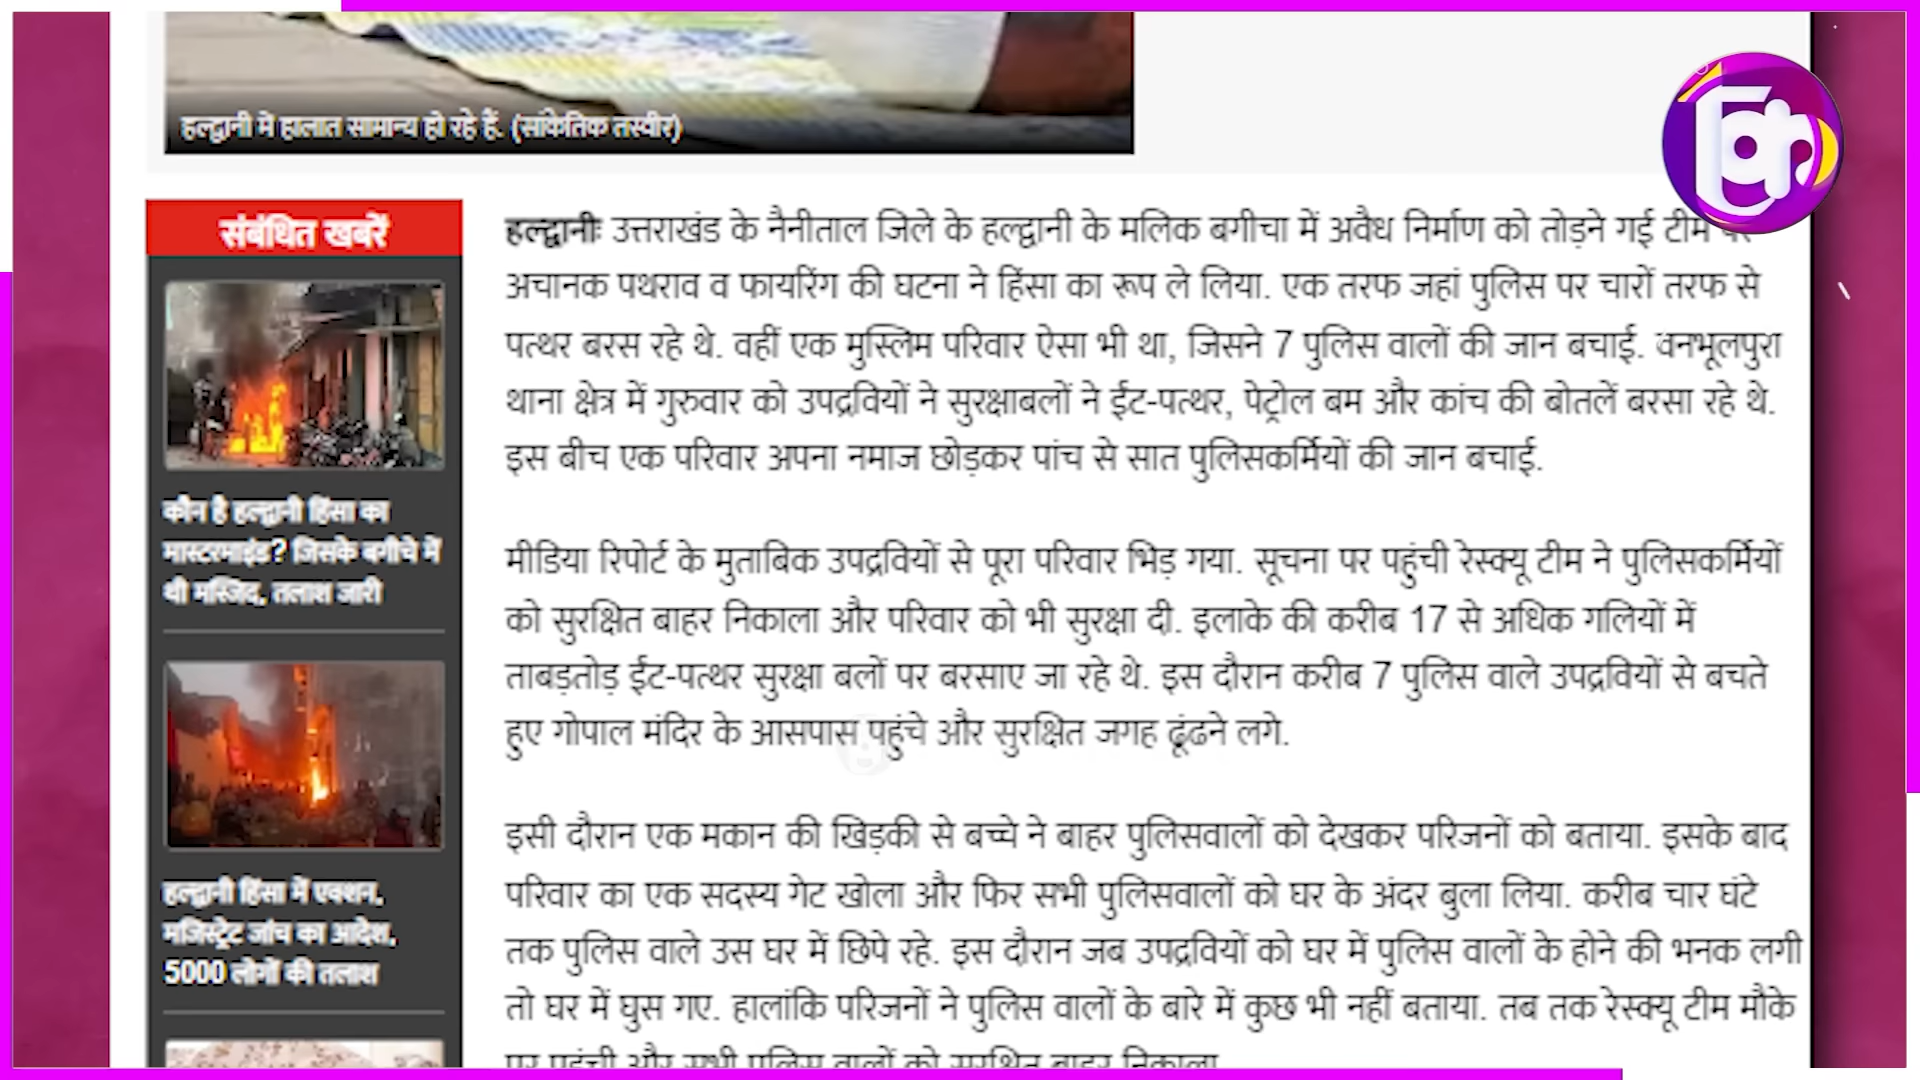 हल्द्वानी में हालात सामान्य हो रहे हैं. (सांकेतिक तस्वीर)
संबंधित खबरें
कौन है हल्द्वानी हिंसा का
मास्टरमाइंड? जिसके बगीचे में
थी मस्जिद, तलाश जारी
हल्द्वानी हिंसा में एक्शन,
मजिस्ट्रेट जांच का आदेश,
5000 लोगों की तलाश
हल्द्वानीः उत्तराखंड के नैनीताल जिले के हल्द्वानी के मलिक बगीचा में अवैध निर्माण को तोड़ने गई टीम पर
अचानक पथराव व फायरिंग की घटना ने हिंसा का रूप ले लिया. एक तरफ जहां पुलिस पर चारों तरफ से
पत्थर बरस रहे थे. वहीं एक मुस्लिम परिवार ऐसा भी था, जिसने 7 पुलिस वालों की जान बचाई. वनभूलपुरा
थाना क्षेत्र में गुरुवार को उपद्रवियों ने सुरक्षाबलों ने ईट-पत्थर, पेट्रोल बम और कांच की बोतलें बरसा रहे थे.
इस बीच एक परिवार अपना नमाज छोड़कर पांच से सात पुलिसकर्मियों की जान बचाई.
मीडिया रिपोर्ट के मुताबिक उपद्रवियों से पूरा परिवार भिड़ गया. सूचना पर पहुंची रेस्क्यू टीम ने पुलिसकर्मियों
को सुरक्षित बाहर निकाला और परिवार को भी सुरक्षा दी. इलाके की करीब 17 से अधिक गलियों में
ताबड़तोड़ ईट-पत्थर सुरक्षा बलों पर बरसाए जा रहे थे. इस दौरान करीब 7 पुलिस वाले उपद्रवियों से बचते
हुए गोपाल मंदिर के आसपास पहुंचे और सुरक्षित जगह ढूंढने लगे.
इसी दौरान एक मकान की खिड़की से बच्चे ने बाहर पुलिसवालों को देखकर परिजनों को बताया. इसके बाद
परिवार का एक सदस्य गेट खोला और फिर सभी पुलिसवालों को घर के अंदर बुला लिया. करीब चार घंटे
तक पुलिस वाले उस घर में छिपे रहे. इस दौरान जब उपद्रवियों को घर में पुलिस वालों के होने की भनक लगी
तो घर में घुस गए. हालांकि परिजनों ने पुलिस वालों के बारे में कुछ भी नहीं बताया. तब तक रेस्क्यू टीम मौके
पर पहुंची और सभी पुलिस वालों को सुरक्षित बाहर निकाला